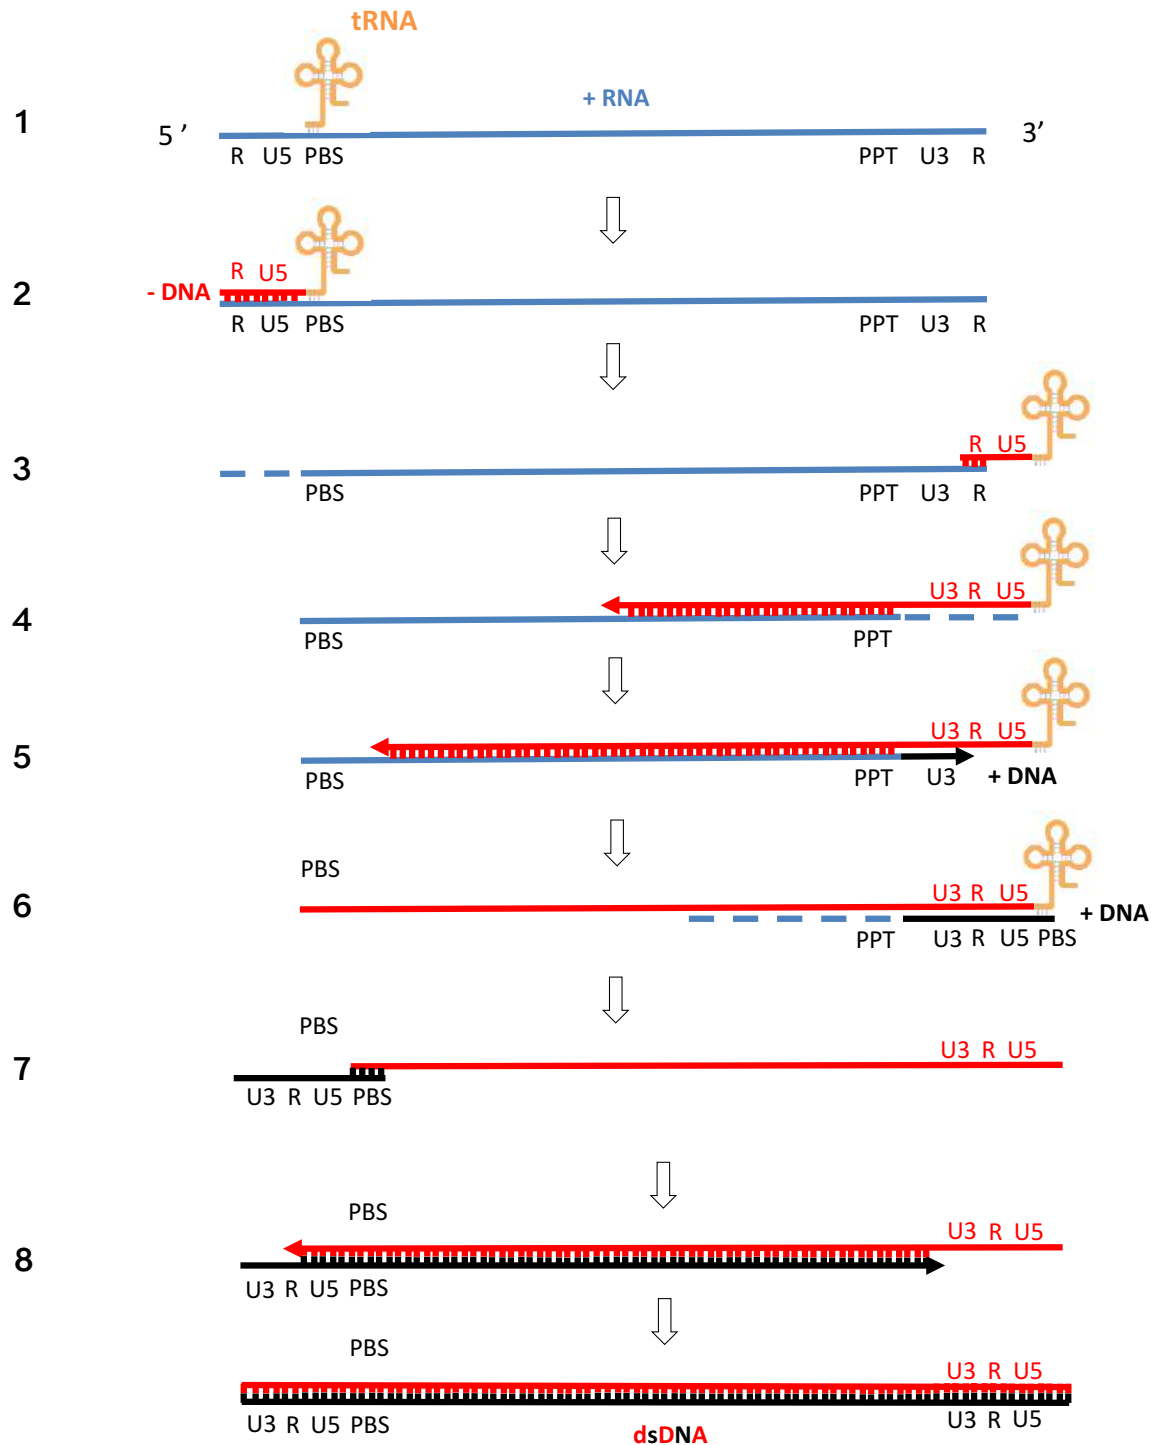 tRNA
+ RNA
1
5 ' 3’
R U5 PBS PPT U3 R
R U5
2
- DNA
R U5 PBS PPT U3 R
R U5
3
PBS PPT U3 R
U3 R U5
4
PBS PPT
U3 R U5
5
PBS PPT U3 + DNA
PBS
U3 R U5
6
+ DNA
PPT U3 R U5 PBS
PBS
U3 R U5
7
U3 R U5 PBS
PBS
U3 R U5
8
U3 R U5 PBS
PBS
U3 R U5
U3 R U5 PBS U3 R U5
dsDNA